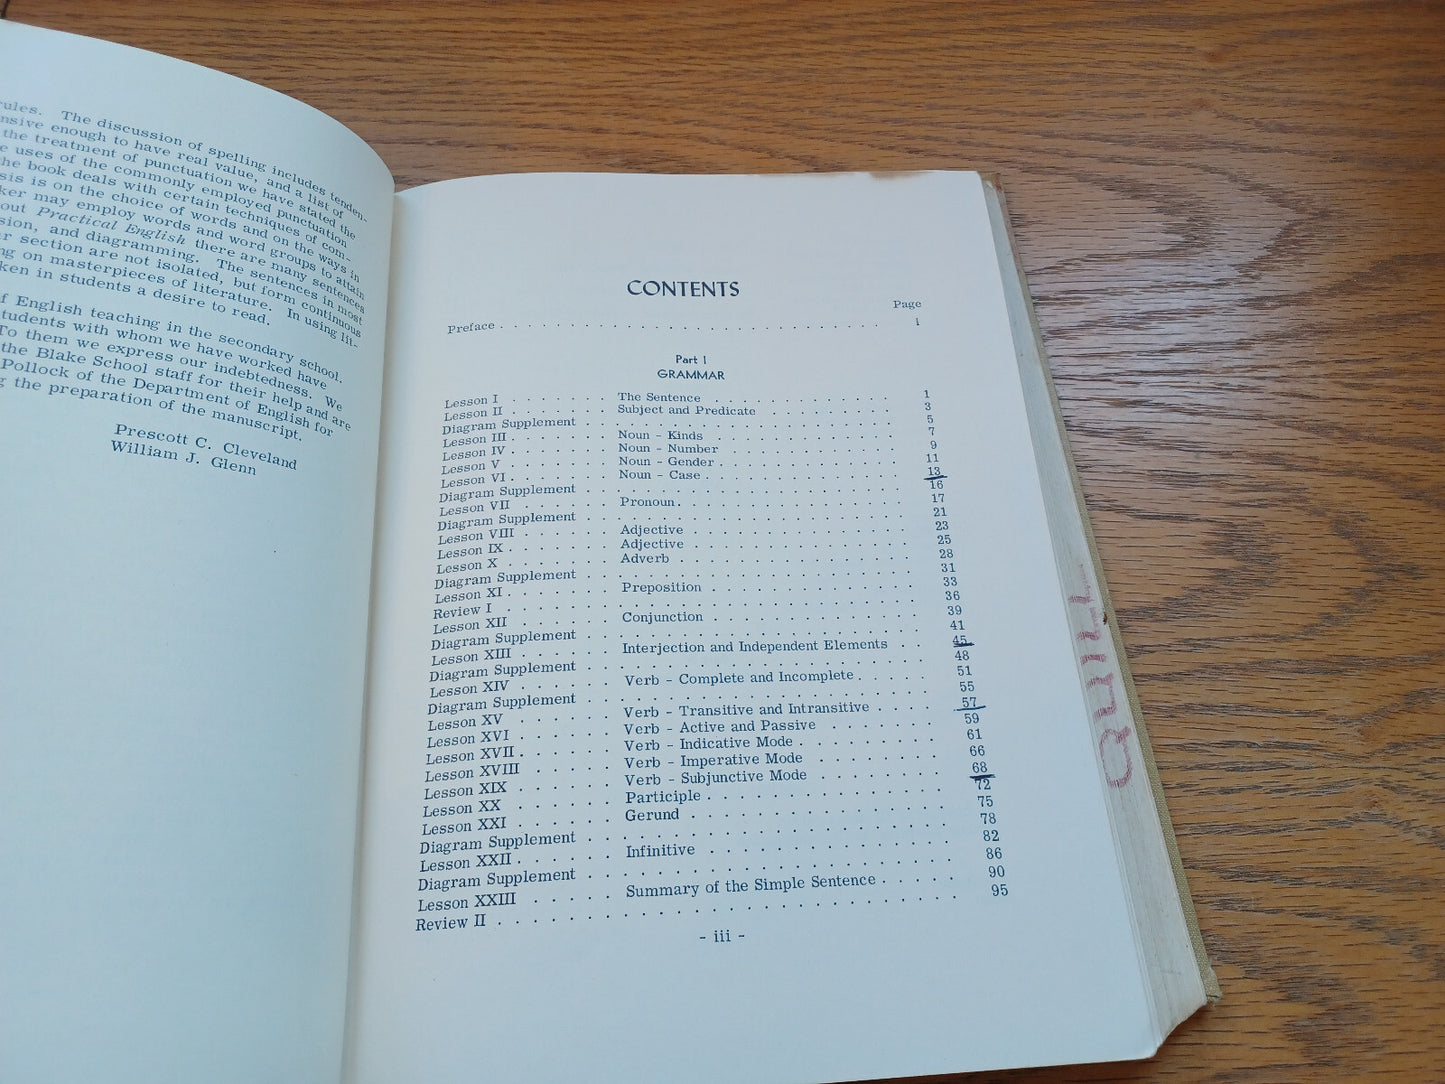 rules. The discussion of spelling includes tenden-
enough to have real value, and a list of
the treatment of punctuation we have stated the
uses of the commonly employed punctuation
the book deals with certain techniques of com-
is on the choice of words and on the ways in
may employ words and word groups to attain
Practical English there are many sentences
and diagramming. The sentences in most
section are not isolated, but form continuous
on masterpieces of literature. In using lit-
in students a desire to read.
of English teaching in the secondary school.
students with whom we have worked have
To them we express our indebtedness. We
the Blake School staff for their help and are
Pollock of the Department of English for
the preparation of the manuscript.
Prescott C. Cleveland
William J. Glenn
CONTENTS
Page
Preface . . . . . . . . . . . . . . . . . . . . . . . . . . . i
Part I
GRAMMAR
Lesson I . . . . . . . The Sentence . . . . . . . . . . . 1
Lesson II . . . . . . . Subject and Predicate . . . . . . . . 3
Diagram Supplement . . . . . . . . . . . . . . . . . 5
Lesson III . . . . . . . Noun - Kinds . . . . . . . . . . . 7
Lesson IV . . . . . . . Noun - Number . . . . . . . . . . 9
Lesson V . . . . . . . Noun - Gender . . . . . . . . . . 11
Lesson VI . . . . . . . Noun - Case . . . . . . . . . . . 13
Diagram Supplement . . . . . . . . . . . . . . . . . 16
Lesson VII . . . . . . . Pronoun . . . . . . . . . . . . . 17
Diagram Supplement . . . . . . . . . . . . . . . . . 21
Lesson VIII . . . . . . Adjective . . . . . . . . . . . . . 23
Lesson IX . . . . . . . Adjective . . . . . . . . . . . . . 25
Lesson X . . . . . . . Adverb . . . . . . . . . . . . . . 28
Diagram Supplement . . . . . . . . . . . . . . . . . 31
Lesson XI . . . . . . . Preposition . . . . . . . . . . . . 33
Review I . . . . . . . . . . . . . . . . . . . . . . . 36
Lesson XII . . . . . . . Conjunction . . . . . . . . . . . . 39
Diagram Supplement . . . . . . . . . . . . . . . . . 41
Lesson XIII . . . . . . Interjection and Independent Elements . . 45
Diagram Supplement . . . . . . . . . . . . . . . . . 48
Lesson XIV . . . . . . Verb - Complete and Incomplete . . . . 51
Diagram Supplement . . . . . . . . . . . . . . . . . 55
Lesson XV . . . . . . . Verb - Transitive and Intransitive . . . . 57
Lesson XVI . . . . . . Verb - Active and Passive . . . . . . 59
Lesson XVII . . . . . . Verb - Indicative Mode . . . . . . . 61
Lesson XVIII . . . . . . Verb - Imperative Mode . . . . . . . 66
Lesson XIX . . . . . . Verb - Subjunctive Mode . . . . . . . 68
Lesson XX . . . . . . . Participle . . . . . . . . . . . . . 72
Lesson XXI . . . . . . Gerund . . . . . . . . . . . . . . 75
Diagram Supplement . . . . . . . . . . . . . . . . . 78
Lesson XXII . . . . . . Infinitive . . . . . . . . . . . . . 82
Diagram Supplement . . . . . . . . . . . . . . . . . 86
Lesson XXIII . . . . . . Summary of the Simple Sentence . . . . . 90
Review II . . . . . . . . . . . . . . . . . . . . . . . 95
- iii -